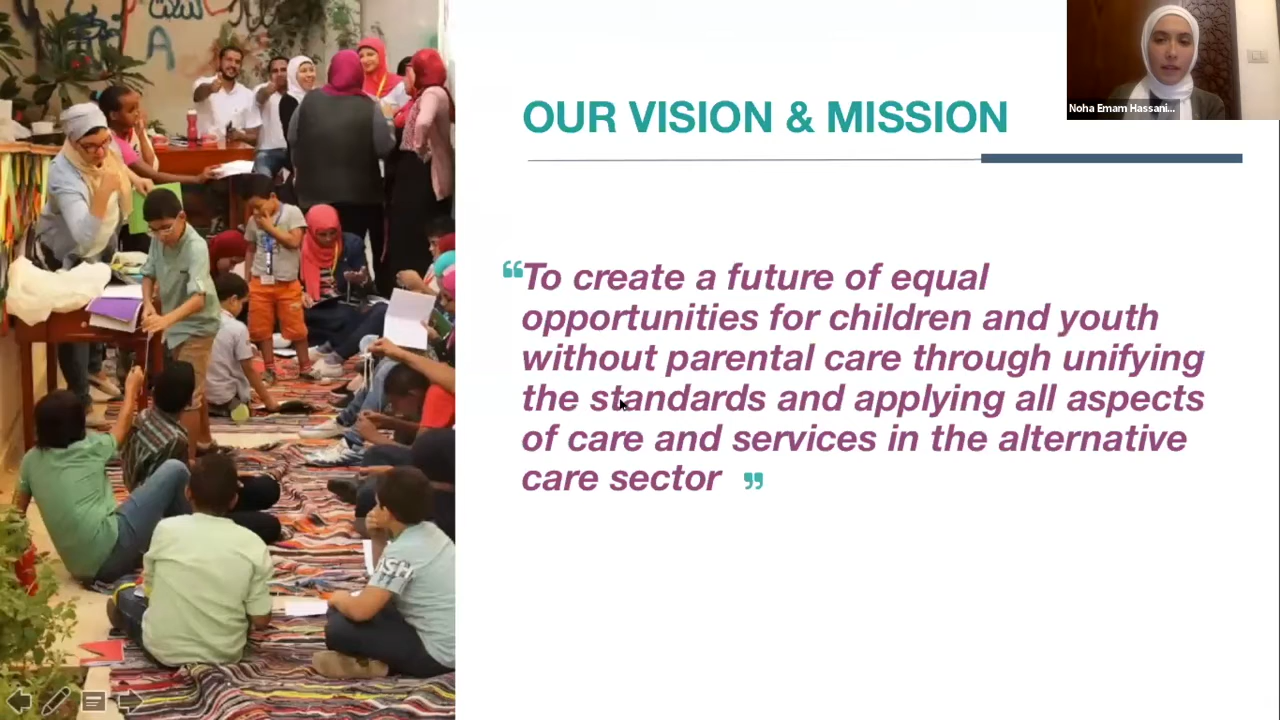 OUR VISION & MISSION
Noha Emam Hassani...
“To create a future of equal
opportunities for children and youth
without parental care through unifying
the standards and applying all aspects
of care and services in the alternative
care sector ”
A